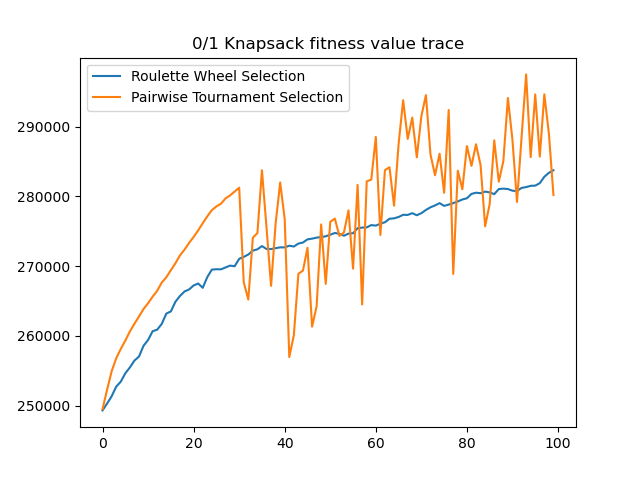 0/1 Knapsack fitness value trace
Roulette Wheel Selection
Pairwise Tournament Selection
290000
280000
270000
260000
250000
0 20 40 60 80 100